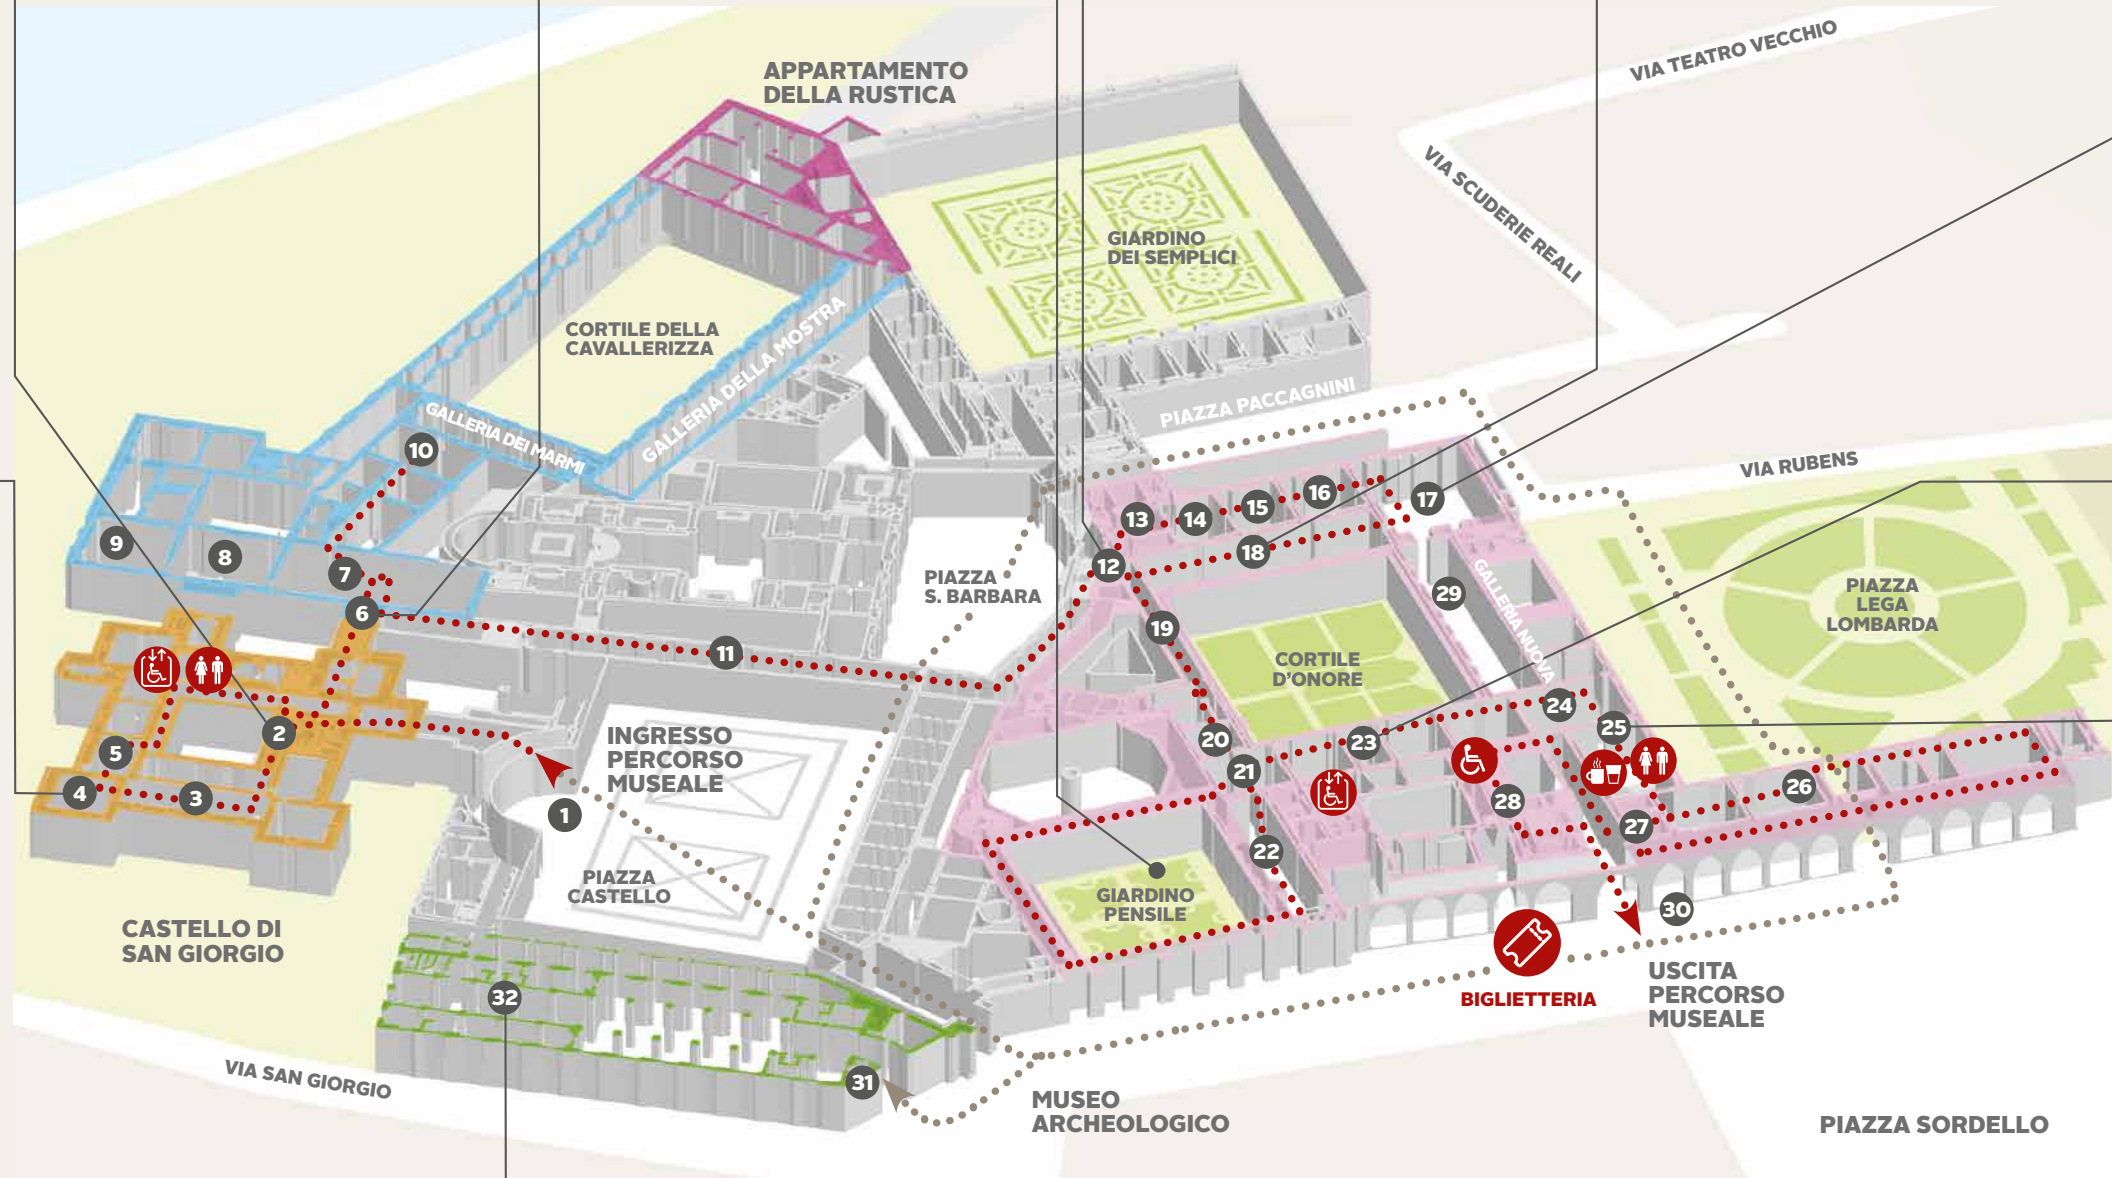 VIA TEATRO VECCHIO
APPARTAMENTO
DELLA RUSTICA
VIA SCUDERIE REALI
GIARDINO
DEI SEMPLICI
CORTILE DELLA
CAVALLERIZZA
GALLERIA DELLA MOSTRA
GALLERIA DEI MARMI
PIAZZA PACCAGNINI
VIA RUBENS
10
13
14
15
16
17
9
8
7
6
12
18
PIAZZA
S. BARBARA
29
GALLERIA NUOVA
PIAZZA
LEGA
LOMBARDA
11
19
CORTILE
D'ONORE
2
5
4
3
INGRESSO
PERCORSO
MUSEALE
1
20
21
23
24
25
28
26
27
22
PIAZZA
CASTELLO
GIARDINO
PENSILE
30
CASTELLO DI
SAN GIORGIO
BIGLIETTERIA
USCITA
PERCORSO
MUSEALE
32
31
VIA SAN GIORGIO
MUSEO
ARCHEOLOGICO
PIAZZA SORDELLO